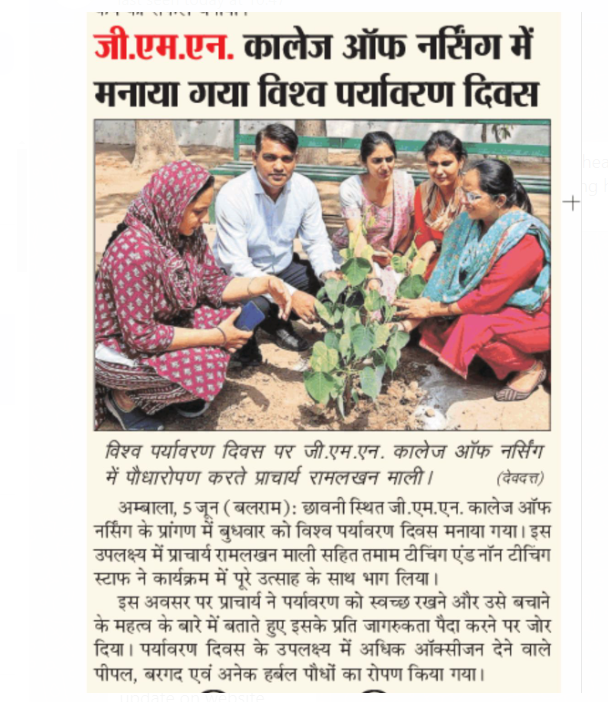 जी.एम.एन. कालेज ऑफ नर्सिंग में
मनाया गया विश्व पर्यावरण दिवस
विश्व पर्यावरण दिवस पर जी.एम.एन. कालेज ऑफ नर्सिंग
में पौधारोपण करते प्राचार्य रामलखन माली। (देवदत्त)
अम्बाला, 5 जून (बलराम): छावनी स्थित जी.एम.एन. कालेज ऑफ
नर्सिंग के प्रांगण में बुधवार को विश्व पर्यावरण दिवस मनाया गया। इस
उपलक्ष्य में प्राचार्य रामलखन माली सहित तमाम टीचिंग एंड नॉन टीचिंग
स्टाफ ने कार्यक्रम में पूरे उत्साह के साथ भाग लिया।
इस अवसर पर प्राचार्य ने पर्यावरण को स्वच्छ रखने और उसे बचाने
के महत्व के बारे में बताते हुए इसके प्रति जागरुकता पैदा करने पर जोर
दिया। पर्यावरण दिवस के उपलक्ष्य में अधिक ऑक्सीजन देने वाले
पीपल, बरगद एवं अनेक हर्बल पौधों का रोपण किया गया।